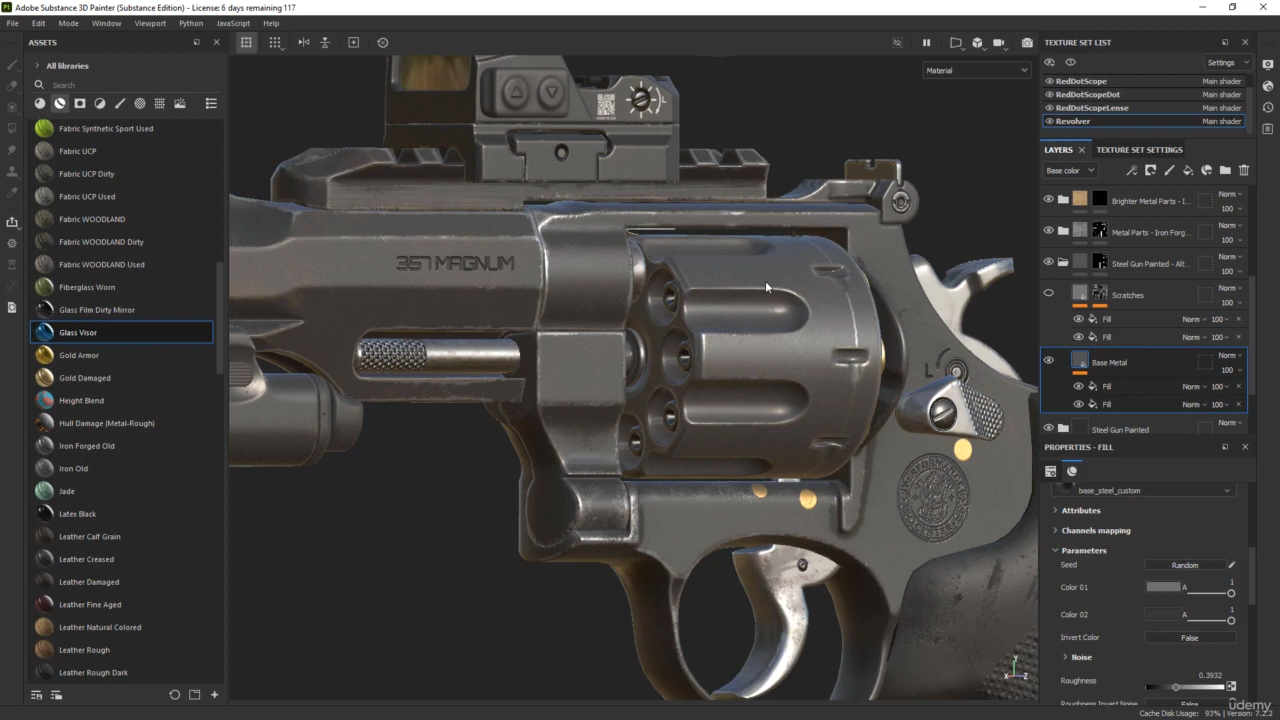 Adobe Substance 3D Painter (Substance Edition) - License: 6 days remaining 117
File Edit Mode Window Viewport Python JavaScript Help
ASSETS
All libraries
Search
Fabric Synthetic Sport Used
Fabric UCP
Fabric UCP Dirty
Fabric UCP Used
Fabric WOODLAND
Fabric WOODLAND Dirty
Fabric WOODLAND Used
Fiberglass Worn
Glass Film Dirty Mirror
Glass Visor
Gold Armor
Gold Damaged
Height Blend
Hull Damage (Metal-Rough)
Iron Forged Old
Iron Old
Jade
Latex Black
Leather Calf Grain
Leather Creased
Leather Damaged
Leather Fine Aged
Leather Natural Colored
Leather Rough
Leather Rough Dark
Material
357 MAGNUM
L
L
Y
X Z
TEXTURE SET LIST
Settings
RedDotScope Main shader
RedDotScopeDot Main shader
RedDotScopeLense Main shader
Revolver Main shader
LAYERS TEXTURE SET SETTINGS
Base color
Brighter Metal Parts - I... Norm 100
Metal Parts - Iron Forg... Norm 100
Steel Gun Painted - Alt... Norm 100
Scratches Norm 100
Fill Norm 100
Fill Norm 100
Base Metal Norm 100
Fill Norm 100
Fill Norm 100
Steel Gun Painted Norm
PROPERTIES - FILL
base_steel_custom
Attributes
Channels mapping
Parameters
Seed Random
Color 01 A 1
Color 02 A 1
Invert Color False
Noise
Roughness 0.3932
Roughness Invert Noise False
Cache Disk Usage: 93% | Version: 7.2.2
udemy